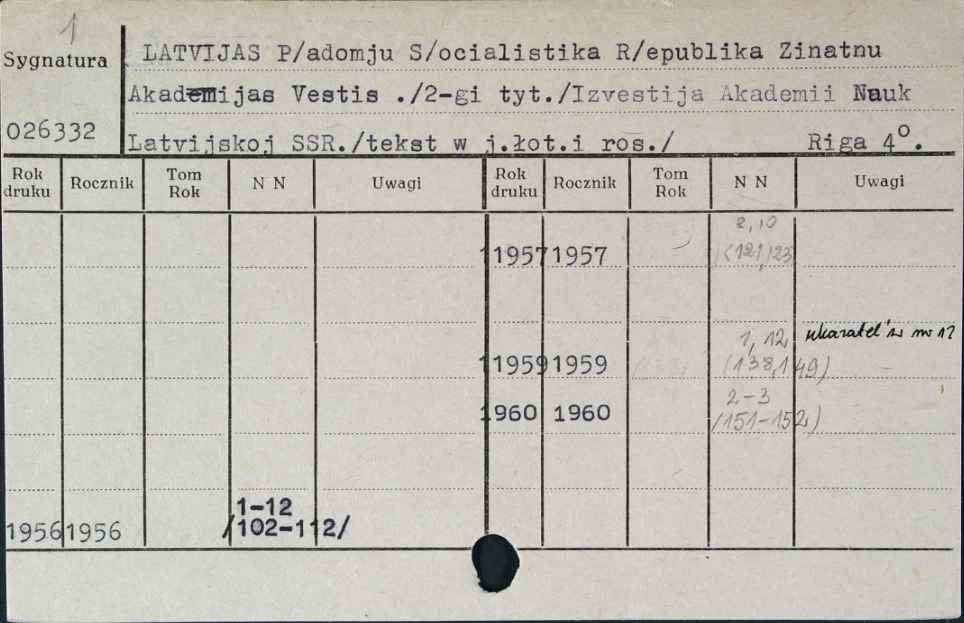 1
Sygnatura
026332
LATVIJAS P/adomju S/ocialistika R/epublika Zinatnu
Akademijas Vestis ./2-gi tyt./Izvestija Akademii Nauk
Latvijskoj SSR./tekst w j.łot.i ros./ Riga 4°.
Rok druku Rocznik Tom Rok N N Uwagi Rok druku Rocznik Tom Rok N N Uwagi
2, 10
1957 1957 (121, 123
1, 12 ukazatel's w nr 12
1959 1959 (138, 149)
2-3
1960 1960 /151-152)
1-12
1956 1956 /102-112/